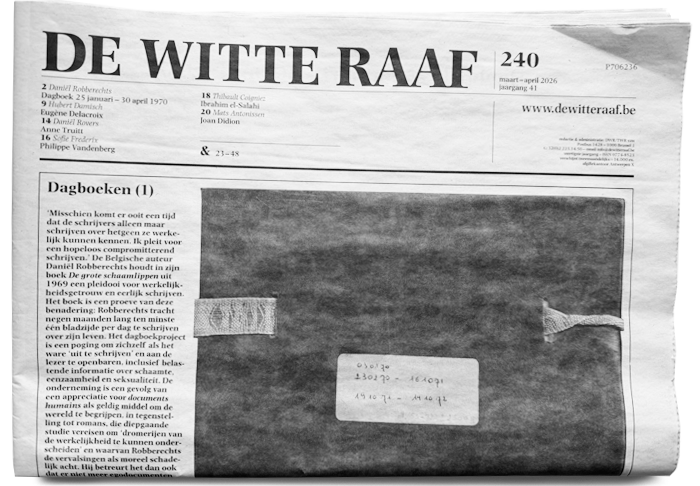 DE WITTE RAAF
240
P706236
maart – april 2026
jaargang 41
2 Daniël Robberechts
Dagboek 25 januari – 30 april 1970
9 Hubert Damisch
Eugène Delacroix
14 Daniël Rovers
Anne Truitt
16 Sofie Frederix
Philippe Vandenberg
18 Thibault Coigniez
Ibrahim el-Salahi
20 Mats Antonissen
Joan Didion
& 23–48
www.dewitteraaf.be
Dagboeken (1)
'Misschien komt er ooit een tijd
dat de schrijvers alleen maar
schrijven over hetgeen ze werke-
lijk kunnen kennen. Ik pleit voor
een hopeloos compromitterend
schrijven.' De Belgische auteur
Daniël Robberechts houdt in zijn
boek De grote schaamlippen uit
1969 een pleidooi voor werkelijk-
heidsgetrouw en eerlijk schrijven.
Het boek is een proeve van deze
benadering: Robberechts tracht
negen maanden lang ten minste
één bladzijde per dag te schrijven
over zijn leven. Het dagboekproject
is een poging om zichzelf als het
ware 'uit te schrijven' en aan de
lezer te openbaren, inclusief belas-
tende informatie over schaamte,
eenzaamheid en seksualiteit. De
onderneming is een gevolg van
een appreciatie voor documents
humains als geldig middel om de
wereld te begrijpen, in tegenstel-
ling tot romans, die diepgaande
studie vereisen om 'dromerijen van
de werkelijkheid te kunnen onder-
scheiden' en waarvan Robberechts
de vervalsingen als moreel schade-
lijk acht. Hij betreurt het dan ook
dat er niet meer egodocumenten